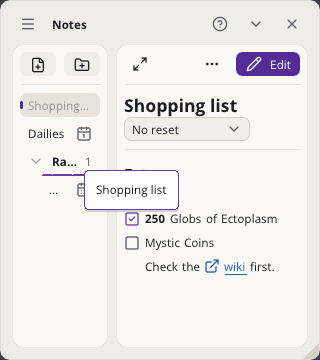 Notes
Shopping...
Dailies
Ra... 1
...
Edit
Shopping list
No reset
Shopping list
250 Globs of Ectoplasm
Mystic Coins
Check the wiki first.